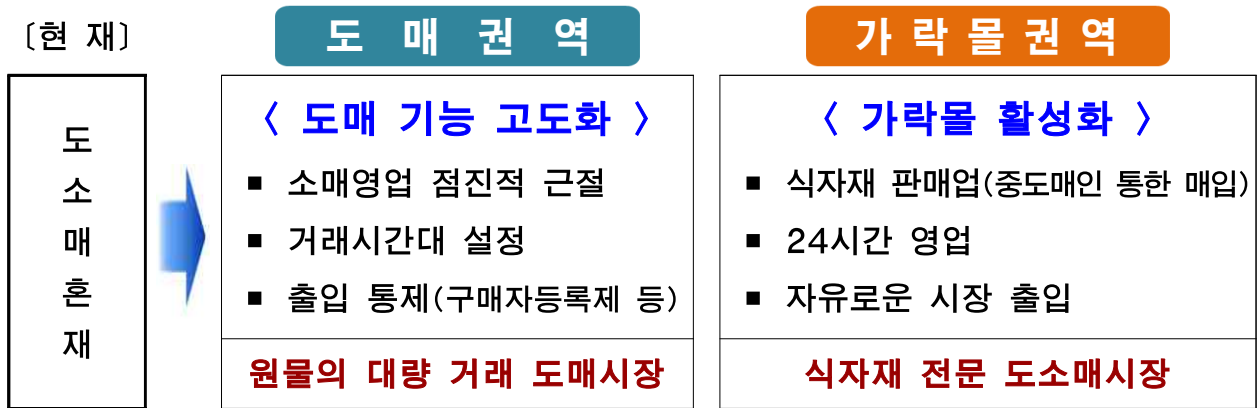 〔현 재〕
도
소
매
혼
재
도 매 권 역
〈 도매 기능 고도화 〉
▪ 소매영업 점진적 근절
▪ 거래시간대 설정
▪ 출입 통제(구매자등록제 등)
원물의 대량 거래 도매시장
가 락 몰 권 역
〈 가락몰 활성화 〉
▪ 식자재 판매업(중도매인 통한 매입)
▪ 24시간 영업
▪ 자유로운 시장 출입
식자재 전문 도소매시장